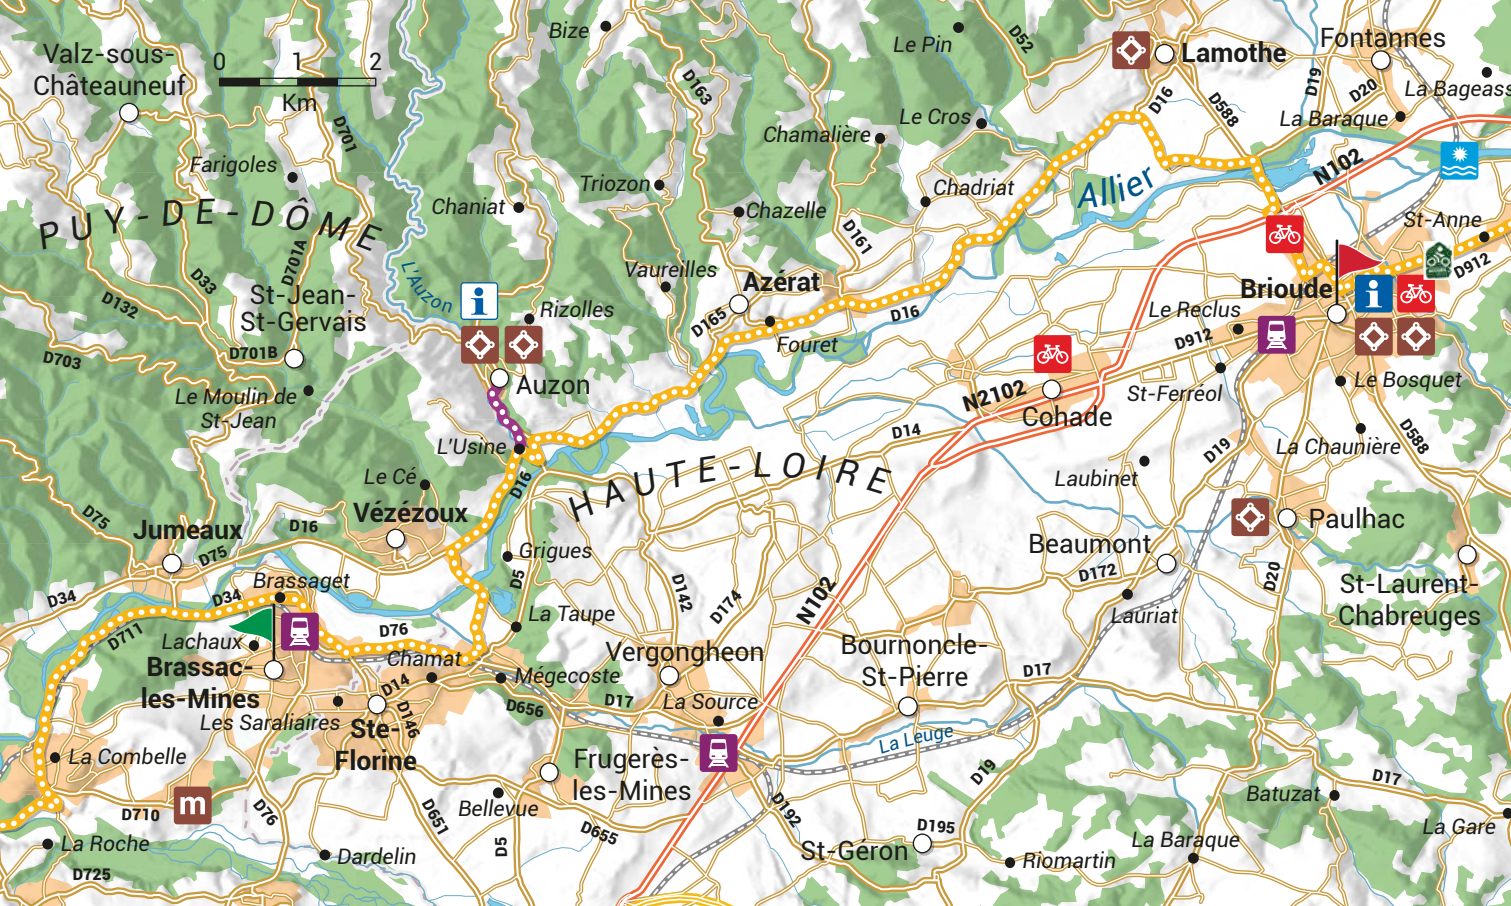 Valz-sous-
Châteauneuf
0 1 2
Km
Bize
D52
Le Pin
Lamothe
Fontannes
D19
D20
La Bageass
La Baraque
D163
D701
Le Cros
Chamalière
D16
D588
N102
Farigoles
Triozon
Chadriat
Allier
PUY-DE-DÔME
Chaniat
Chazelle
D161
St-Anne
D912
D701A
D33
D132
L'Auzon
Vaureilles
Azérat
Brioude
i
i
St-Jean-
St-Gervais
Rizolles
D165
D16
Le Reclus
Fouret
D912
D703
D701B
Auzon
N2102
Cohade
St-Ferréol
Le Bosquet
Le Moulin de
St-Jean
L'Usine
D14
D19
La Chaunière
D588
HAUTE-LOIRE
Le Cé
D16
Laubinet
Vézézoux
D75
Jumeaux
D16
D75
Paulhac
Grigues
Beaumont
D172
D5
D142
D174
N102
D20
St-Laurent-
Chabreuges
Brassaget
D34
D34
D711
La Taupe
Lauriat
Lachaux
D76
Brassac-
les-Mines
Chamat
Vergongheon
Bournoncle-
St-Pierre
D14
Mégecoste
D17
D17
La Source
D656
D146
Les Saraliaires
Ste-
Florine
La Leuge
La Combelle
Frugerès-
les-Mines
D19
D17
m
D710
D76
Bellevue
Batuzat
D651
D655
D192
D195
La Gare
La Roche
Dardelin
D5
St-Géron
La Baraque
Riomartin
D725